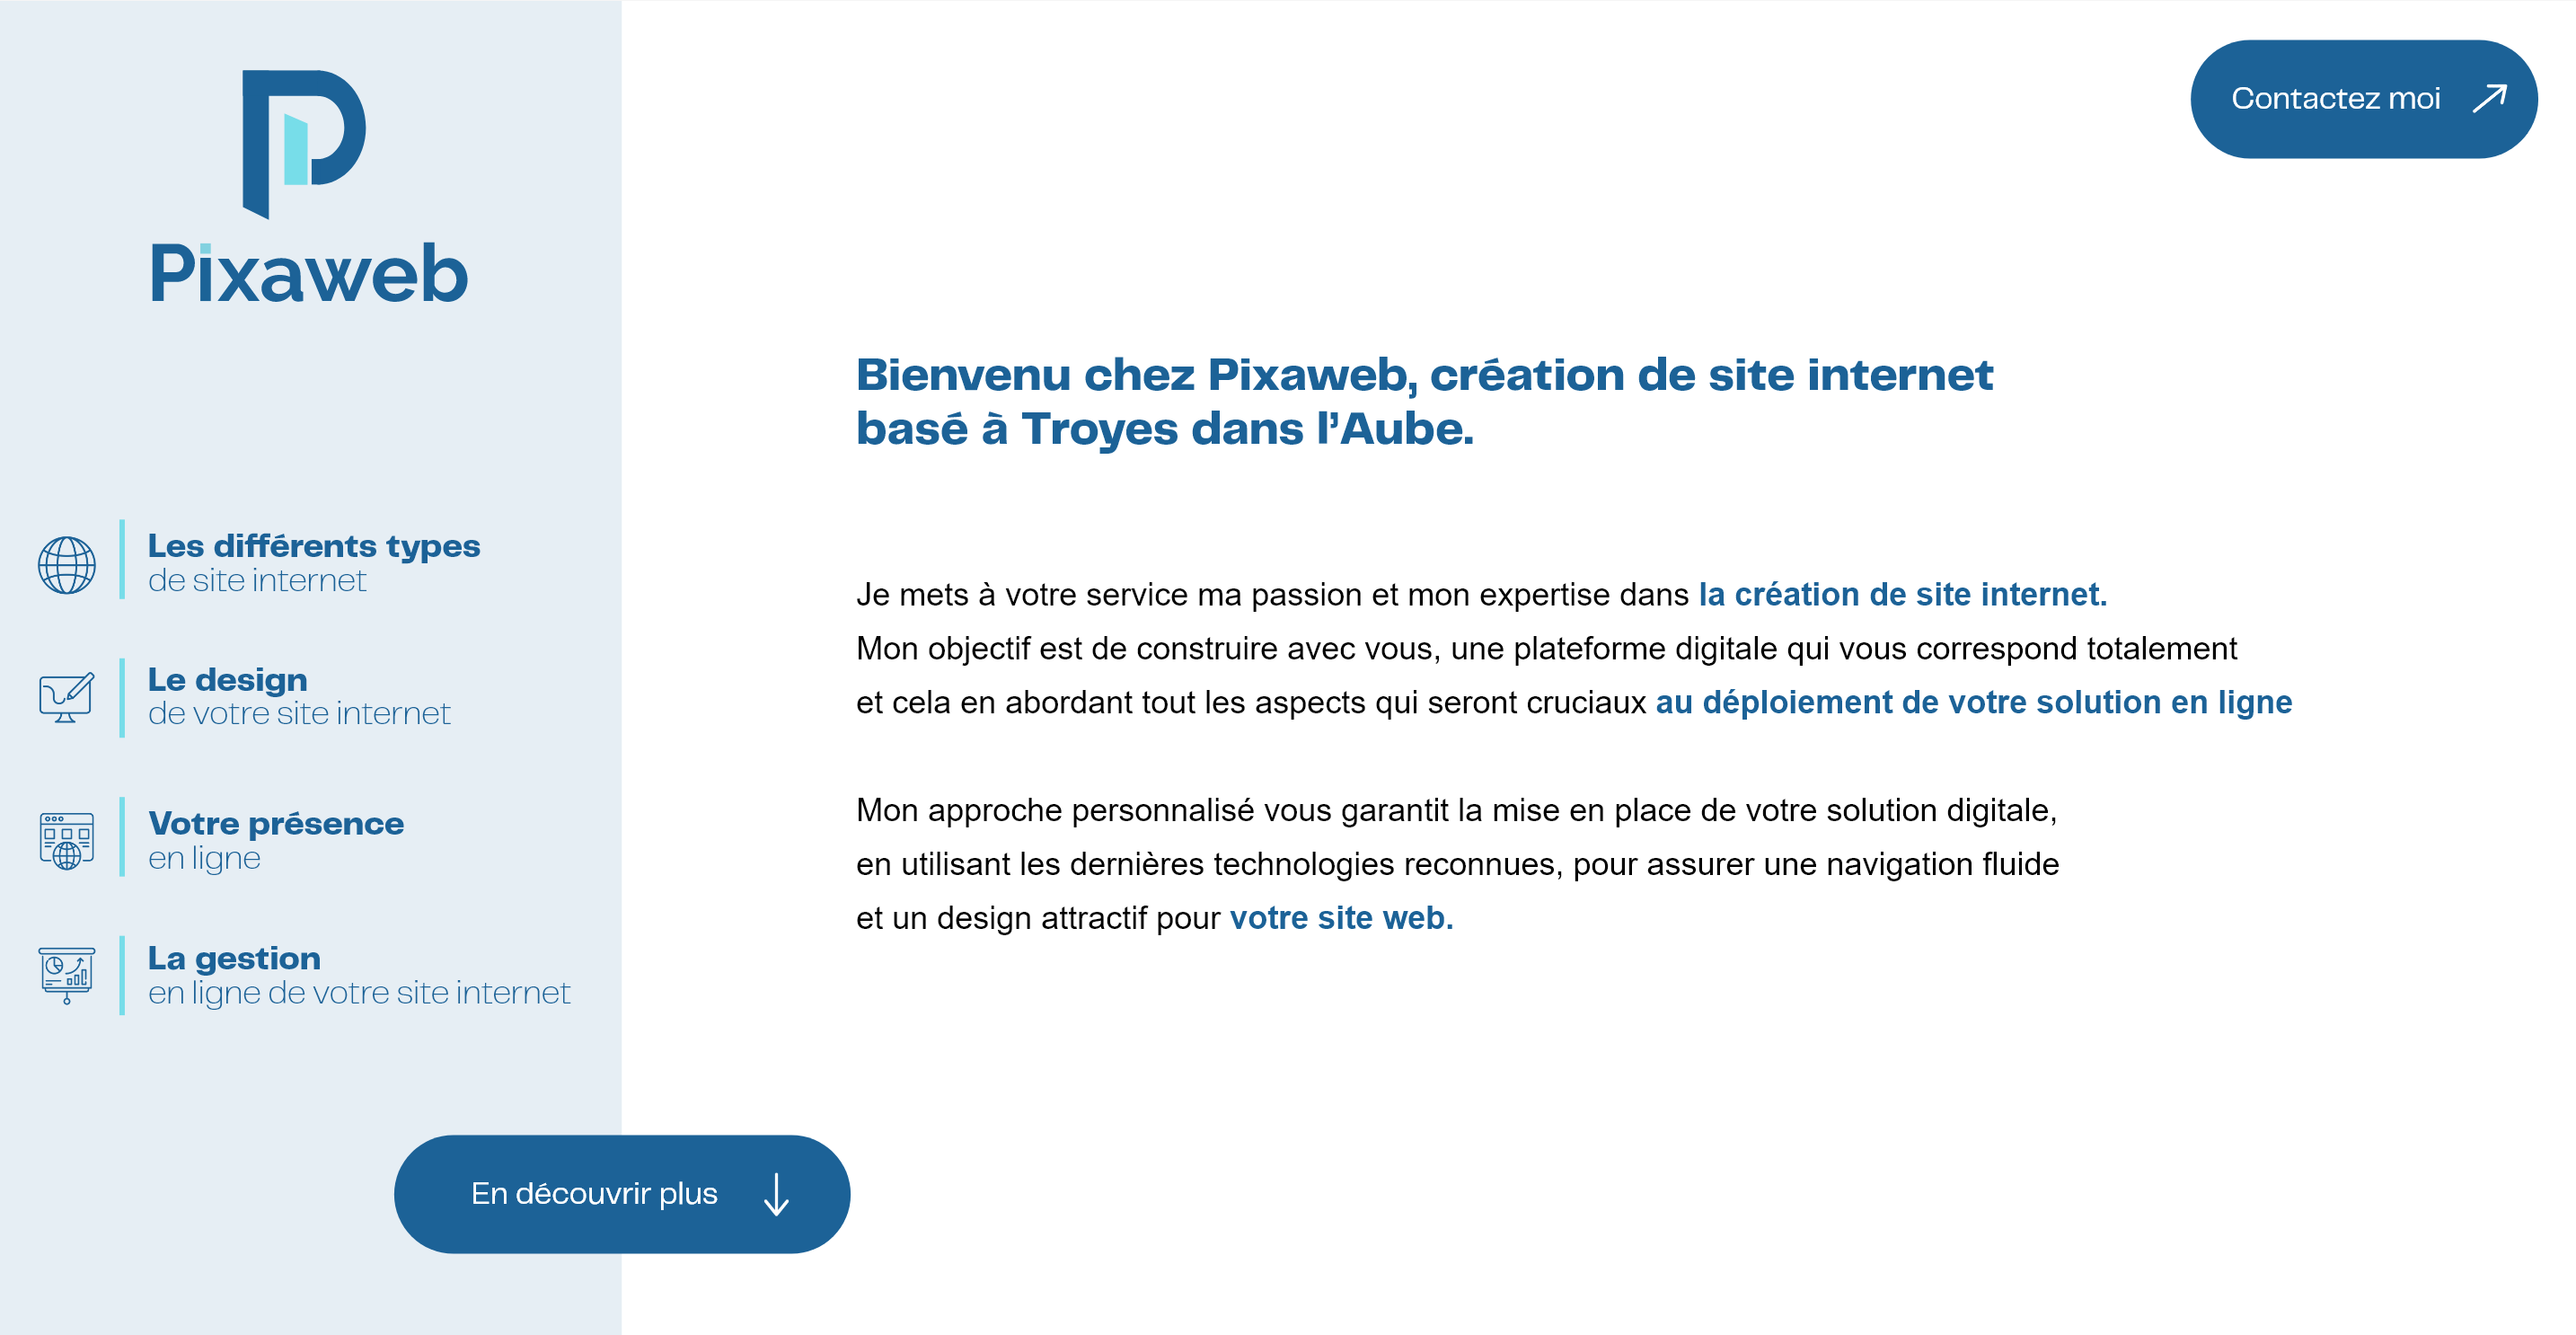 Pixaweb
Contactez moi
Les différents types
de site internet
Le design
de votre site internet
Votre présence
en ligne
La gestion
en ligne de votre site internet
Bienvenu chez Pixaweb, création de site internet
basé à Troyes dans l’Aube.
Je mets à votre service ma passion et mon expertise dans la création de site internet.
Mon objectif est de construire avec vous, une plateforme digitale qui vous correspond totalement
et cela en abordant tout les aspects qui seront cruciaux au déploiement de votre solution en ligne
Mon approche personnalisé vous garantit la mise en place de votre solution digitale,
en utilisant les dernières technologies reconnues, pour assurer une navigation fluide
et un design attractif pour votre site web.
En découvrir plus